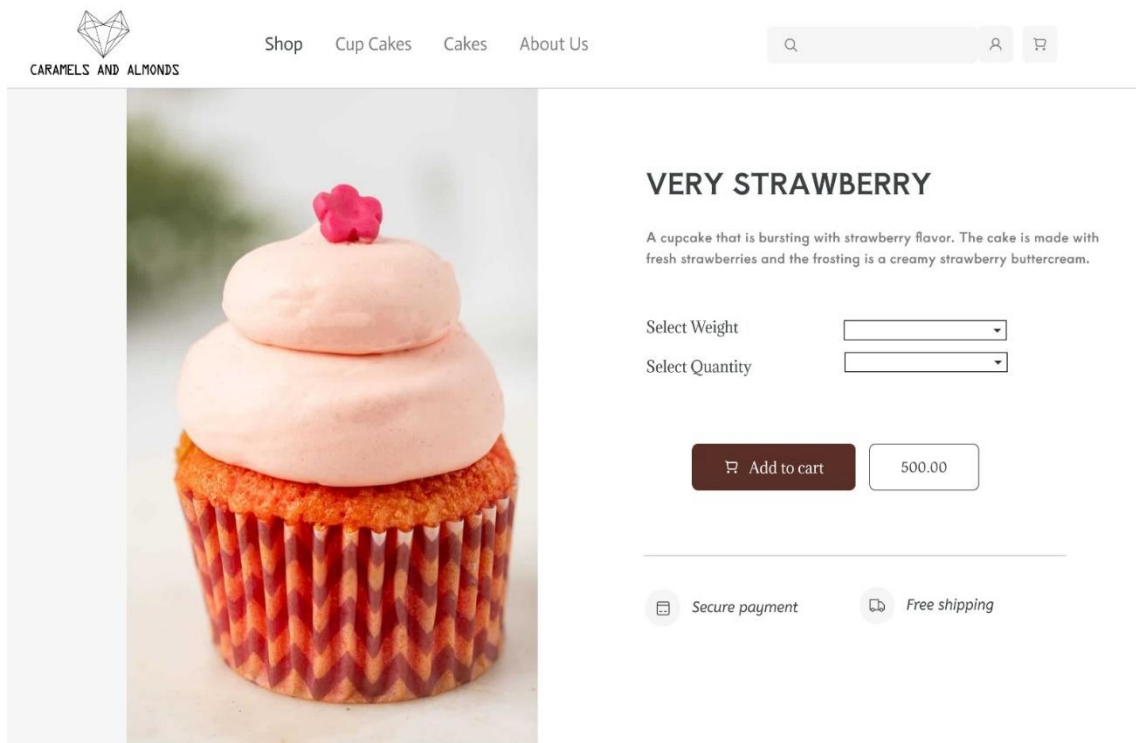 Shop
Cup Cakes
Cakes
About Us
CARAMELS AND ALMONDS
VERY STRAWBERRY
A cupcake that is bursting with strawberry flavor. The cake is made with
fresh strawberries and the frosting is a creamy strawberry buttercream.
Select Weight
Select Quantity
Add to cart
500.00
Secure payment
Free shipping